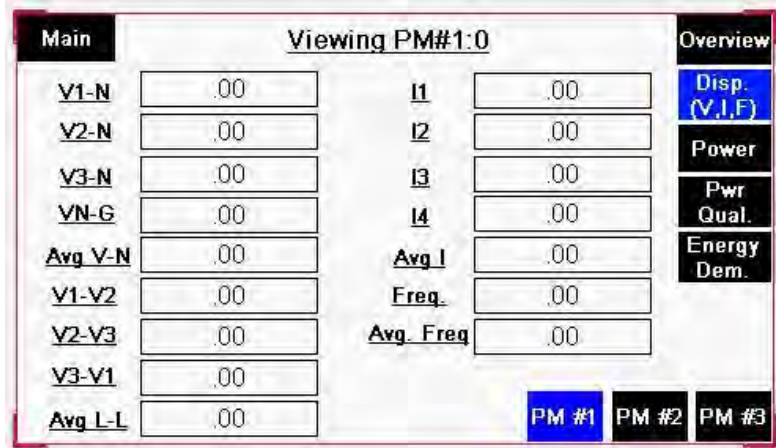 Main Viewing PM#1:0 Overview
V1-N .00 I1 .00 Disp.
(V,I,F)
V2-N .00 I2 .00 Power
V3-N .00 I3 .00 Pwr
Qual.
VN-G .00 I4 .00
Avg V-N .00 Avg I .00 Energy
Dem.
V1-V2 .00 Freq. .00
V2-V3 .00 Avg. Freq .00
V3-V1 .00
Avg L-L .00 PM #1 PM #2 PM #3